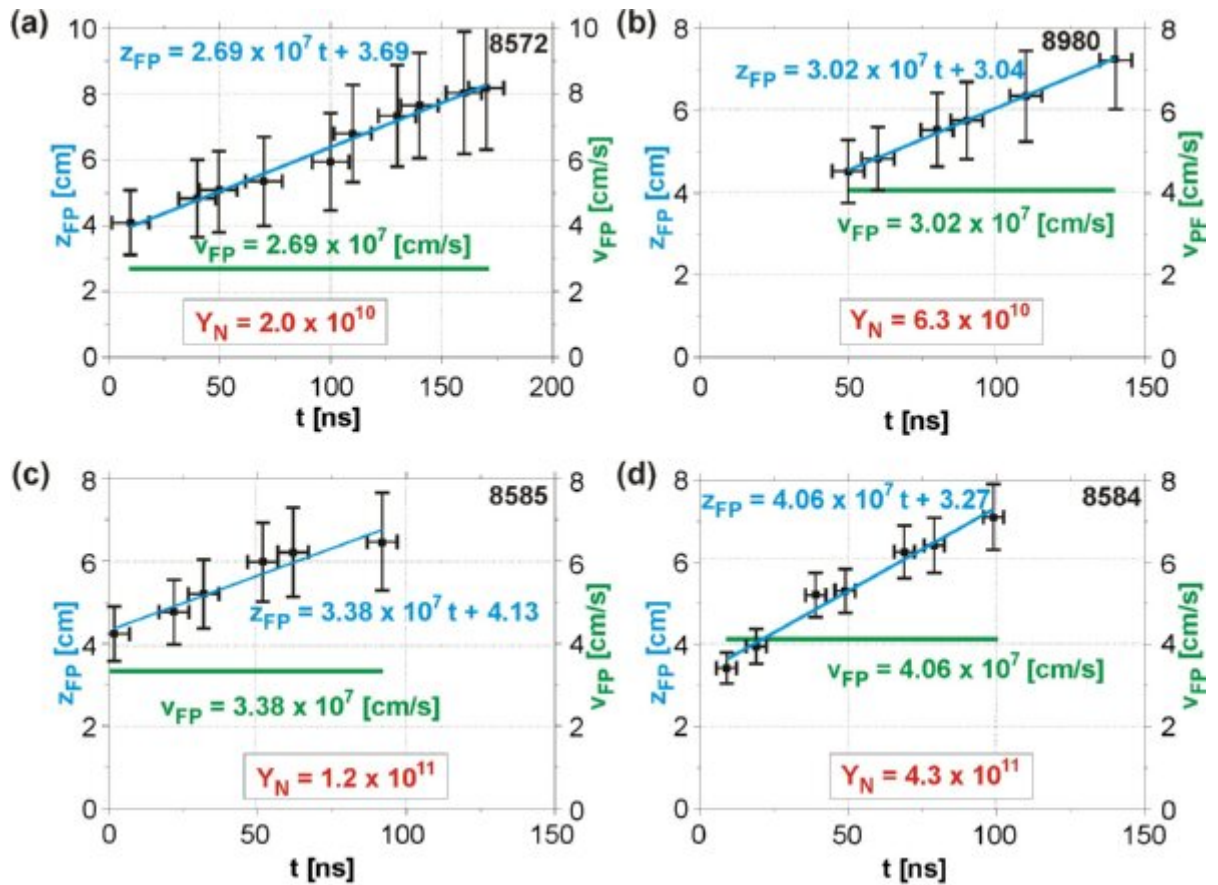 (a)
z_FP = 2.69 x 10^7 t + 3.69
8572
10
8
6
4
2
0
z_FP [cm]
v_FP = 2.69 x 10^7 [cm/s]
Y_N = 2.0 x 10^10
10
8
6
4
2
0
v_FP [cm/s]
0 50 100 150 200
t [ns]
(b)
8980
z_FP = 3.02 x 10^7 t + 3.04
8
6
4
2
0
z_FP [cm]
v_FP = 3.02 x 10^7 [cm/s]
Y_N = 6.3 x 10^10
8
6
4
2
0
v_PF [cm/s]
0 50 100 150
t [ns]
(c)
8585
8
6
4
2
0
z_FP [cm]
z_FP = 3.38 x 10^7 t + 4.13
v_FP = 3.38 x 10^7 [cm/s]
Y_N = 1.2 x 10^11
8
6
4
2
0
v_FP [cm/s]
0 50 100 150
t [ns]
(d)
8584
z_FP = 4.06 x 10^7 t + 3.27
8
6
4
2
0
z_FP [cm]
v_FP = 4.06 x 10^7 [cm/s]
Y_N = 4.3 x 10^11
8
6
4
2
0
v_FP [cm/s]
0 50 100 150
t [ns]